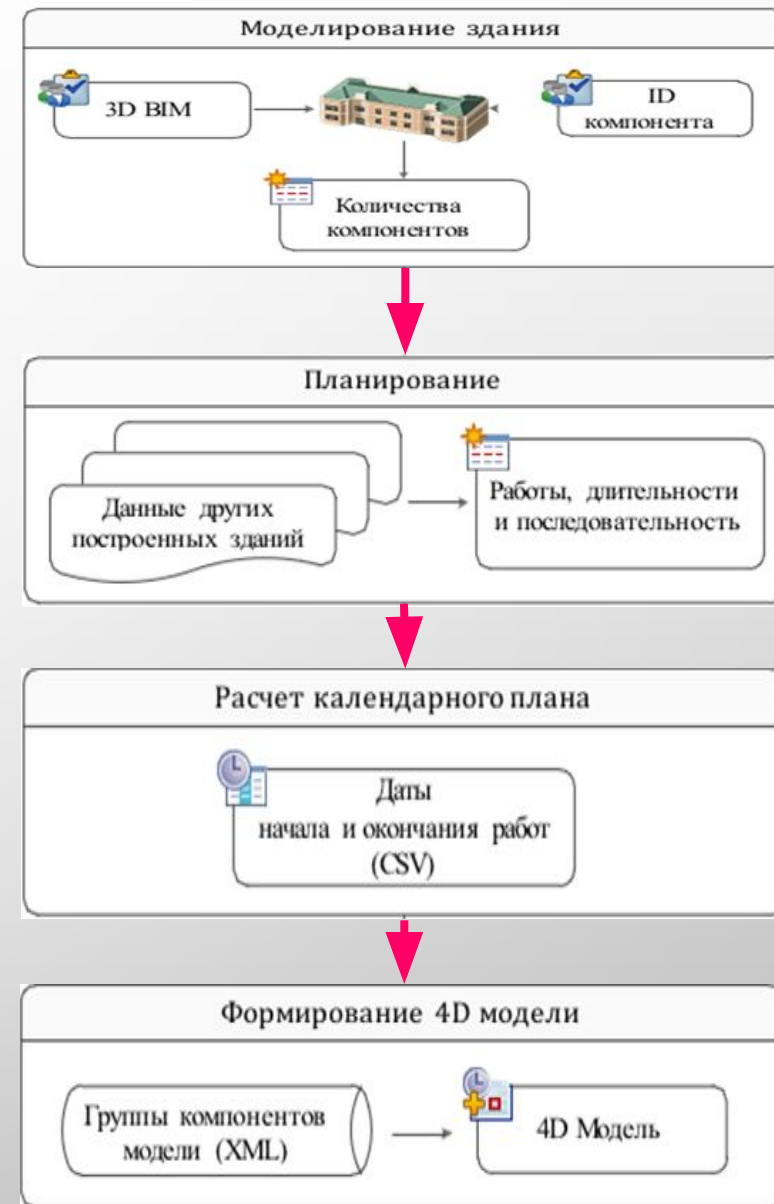 Моделирование здания
3D BIM
ID
компонента
Количества
компонентов
Планирование
Данные других
построенных зданий
Работы, длительности
и последовательность
Расчет календарного плана
Даты
начала и окончания работ
(CSV)
Формирование 4D модели
Группы компонентов
модели (XML)
4D Модель